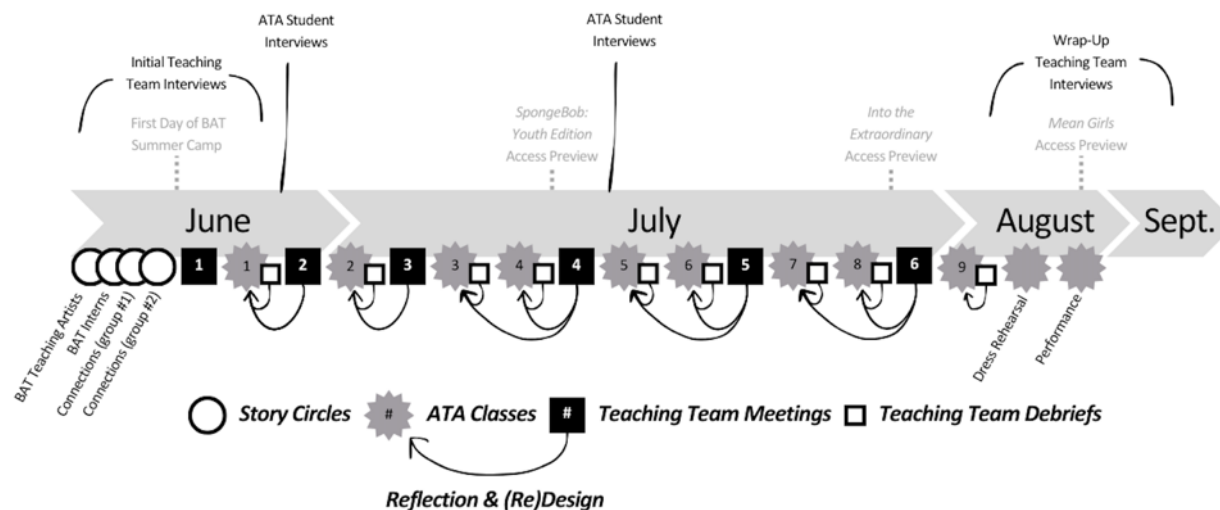 ATA Student
Interviews
ATA Student
Interviews
Initial Teaching
Team Interviews
Wrap-Up
Teaching Team
Interviews
First Day of BAT
Summer Camp
SpongeBob:
Youth Edition
Access Preview
Into the
Extraordinary
Access Preview
Mean Girls
Access Preview
June
July
August
Sept.
1
1
2
2
3
3
4
4
5
6
5
7
8
6
9
BAT Teaching Artists
BAT Interns
Connections (group #1)
Connections (group #2)
Dress Rehearsal
Performance
Story Circles
#
ATA Classes
#
Teaching Team Meetings
Teaching Team Debriefs
Reflection & (Re)Design